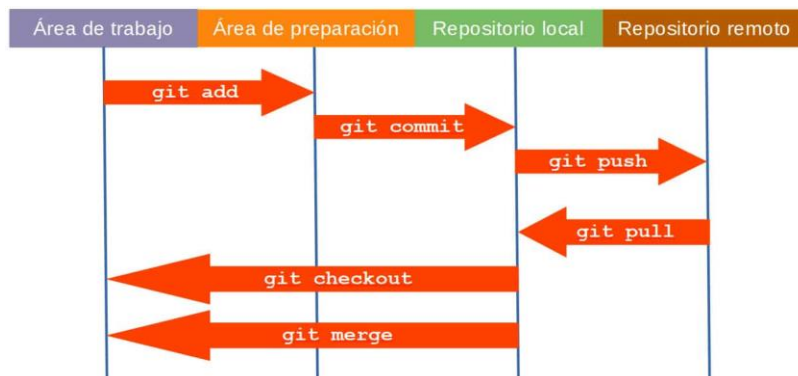 Área de trabajo
Área de preparación
Repositorio local
Repositorio remoto
git add
git commit
git push
git pull
git checkout
git merge